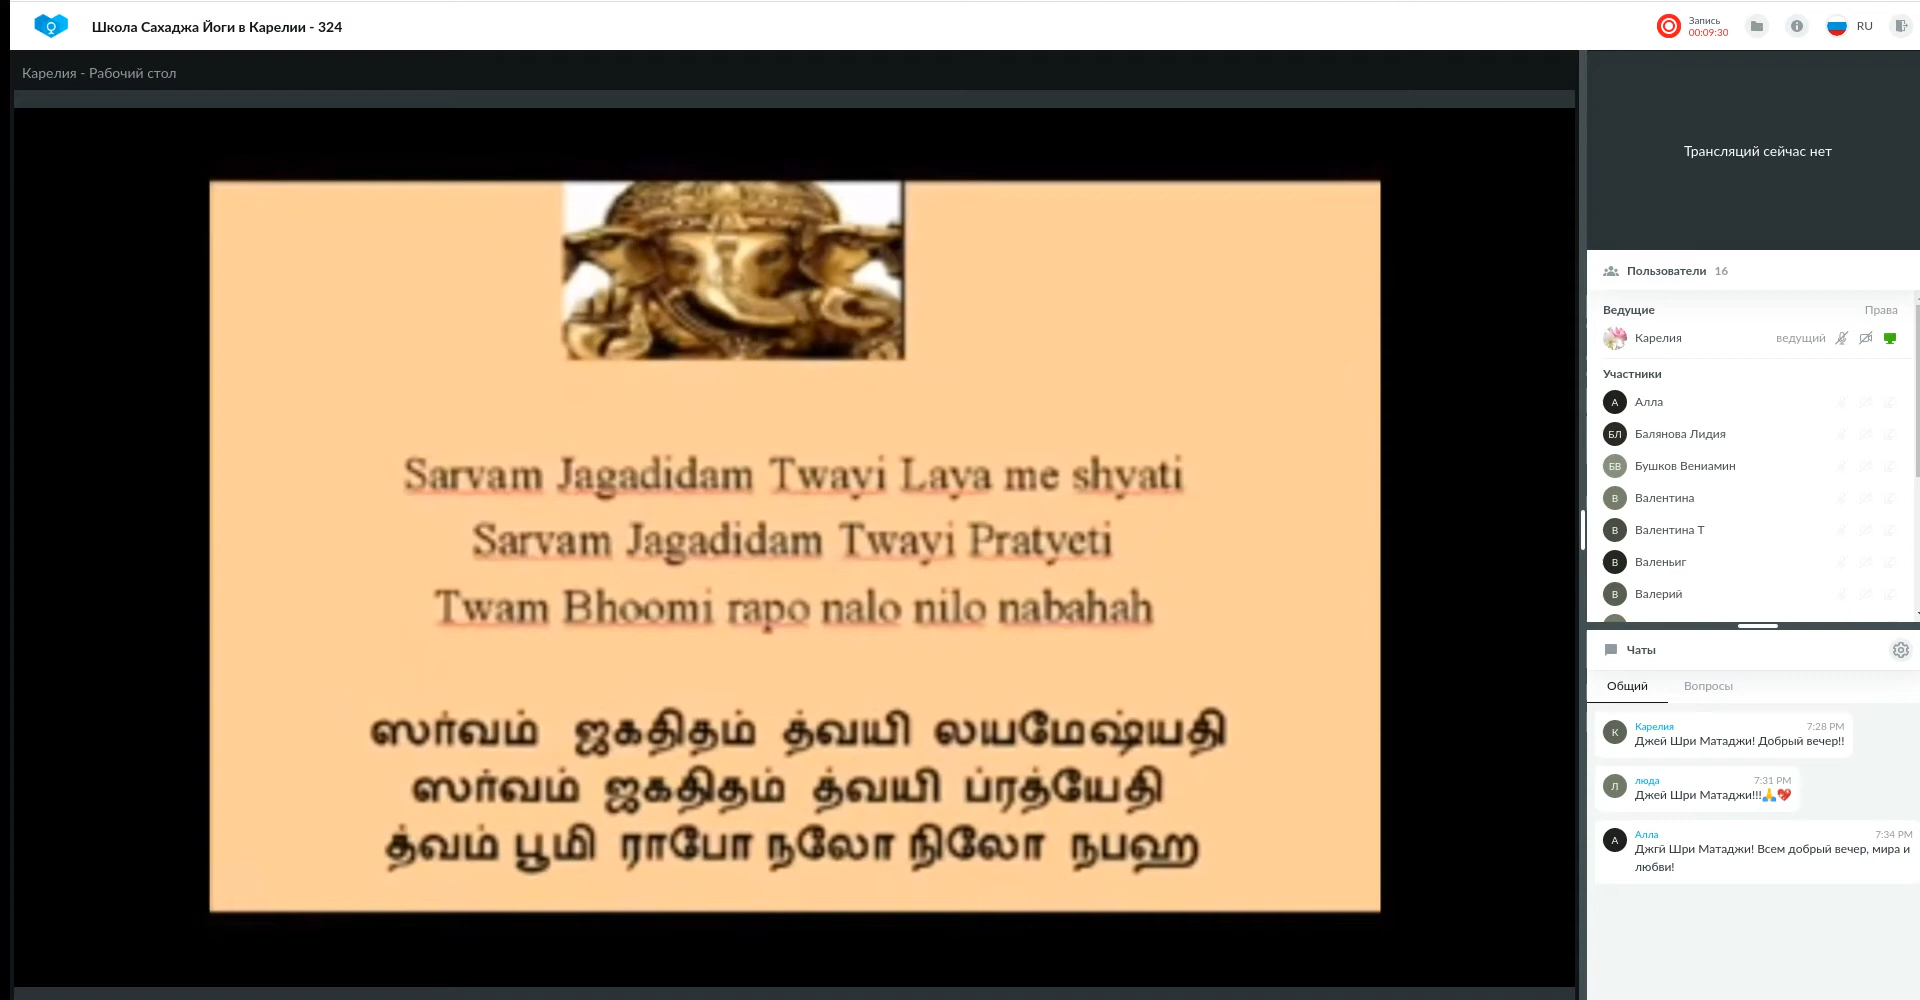 Школа Сахаджа Йоги в Карелии - 324
Запись
00:09:30
RU
Карелия - Рабочий стол
Трансляций сейчас нет
Sarvam Jagadidam Twayi Laya me shyati
Sarvam Jagadidam Twayi Pratyeti
Twam Bhoomi rapo nalo nilo nabahah
ஸர்வம் ஜகதிதம் த்வயி லயமேஷ்யதி
ஸர்வம் ஜகதிதம் த்வயி ப்ரத்யேதி
த்வம் பூமி ராபோ நலோ நிலோ நபஹ
Пользователи 16
Ведущие Права
Карелия ведущий
Участники
А Алла
БЛ Балянова Лидия
БВ Бушков Вениамин
В Валентина
В Валентина Т
В Валеньиг
В Валерий
Чаты
Общий Вопросы
К Карелия 7:28 PM
Джей Шри Матаджи! Добрый вечер!!
Л люда 7:31 PM
Джей Шри Матаджи!!!🙏💖
А Алла 7:34 PM
Джгй Шри Матаджи! Всем добрый вечер, мира и
любви!